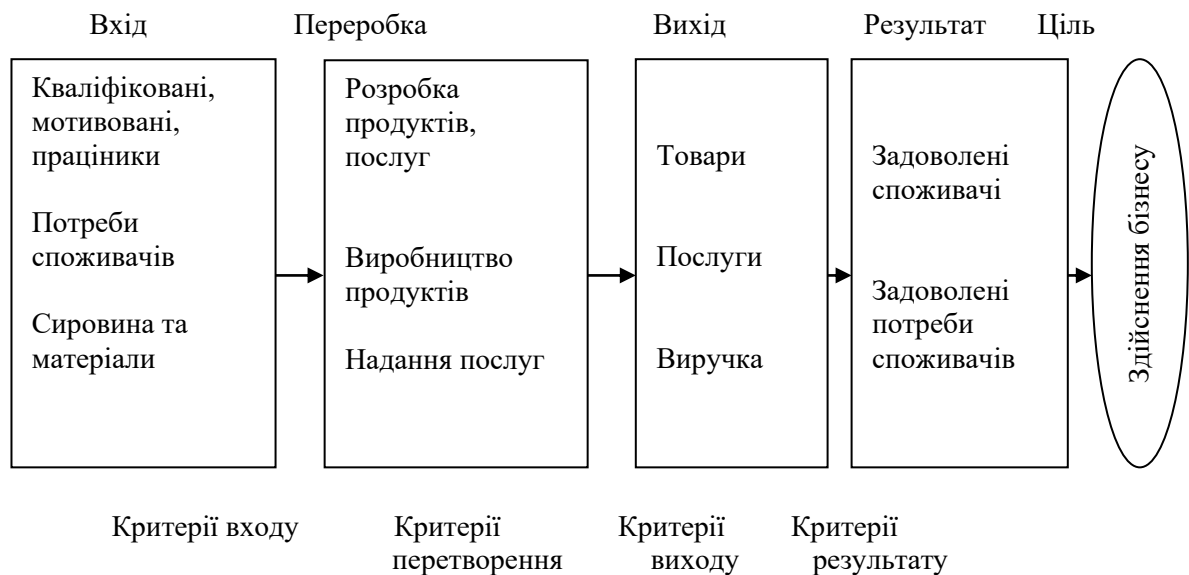 Вхід Переробка Вихід Результат Ціль
Кваліфіковані,
мотивовані,
праціники
Потреби
споживачів
Сировина та
матеріали
Розробка
продуктів,
послуг
Виробництво
продуктів
Надання послуг
Товари
Послуги
Виручка
Задоволені
споживачі
Задоволені
потреби
споживачів
Здійснення бізнесу
Критерії входу
Критерії
перетворення
Критерії
виходу
Критерії
результату